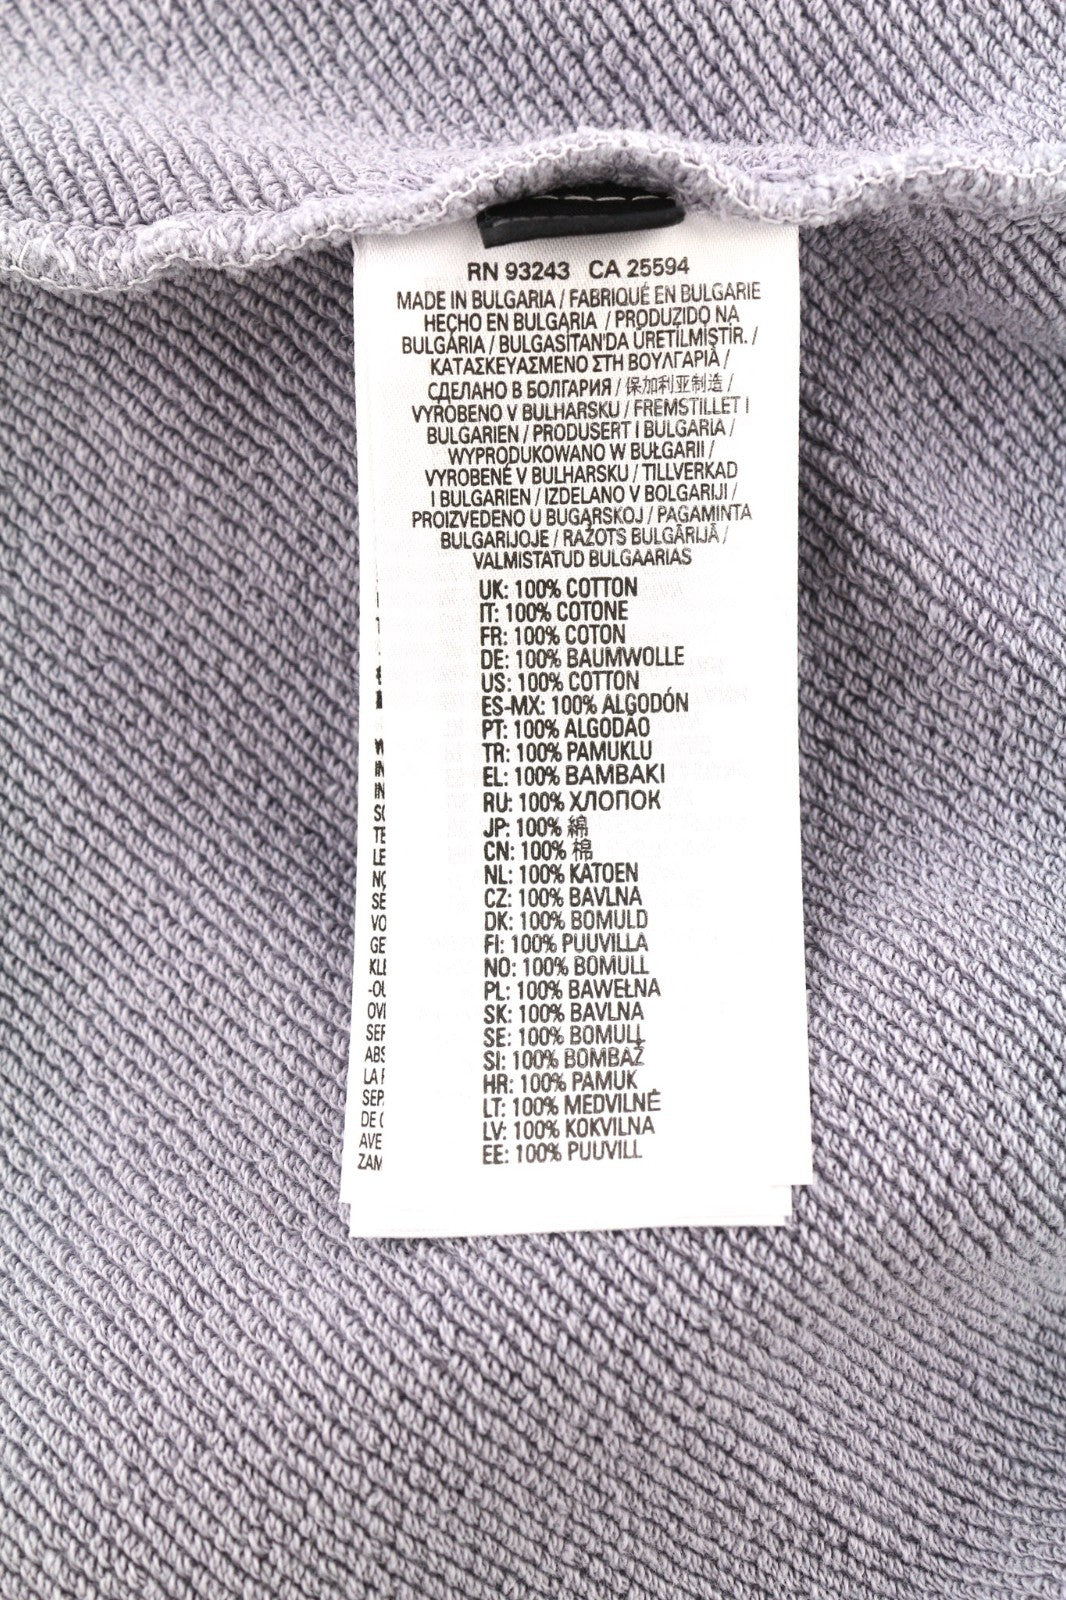 RN 93243 CA 25594
MADE IN BULGARIA / FABRIQUÉ EN BULGARIE
HECHO EN BULGARIA / PRODUZIDO NA
BULGÁRIA / BULGASİTAN'DA ÜRETİLMİŞTİR. /
ΚΑΤΑΣΚΕΥΑΣΜΕΝΟ ΣΤΗ ΒΟΥΛΓΑΡΙΑ /
СДЕЛАНО В БОЛГАРИЯ / 保加利亚制造 /
VYROBENO V BULHARSKU / FREMSTILLET I
BULGARIEN / PRODUSERT I BULGARIA /
WYPRODUKOWANO W BUŁGARII /
VYROBENÉ V BULHARSKU / TILLVERKAD
I BULGARIEN / IZDELANO V BOLGARIJI /
PROIZVEDENO U BUGARSKOJ / PAGAMINTA
BULGARIJOJE / RAŽOTS BULGĀRIJĀ /
VALMISTATUD BULGAARIAS
UK: 100% COTTON
IT: 100% COTONE
FR: 100% COTON
DE: 100% BAUMWOLLE
US: 100% COTTON
ES-MX: 100% ALGODÓN
PT: 100% ALGODÃO
TR: 100% PAMUKLU
EL: 100% ΒΑΜΒΑΚΙ
RU: 100% ХЛОПОК
JP: 100% 綿
CN: 100% 棉
NL: 100% KATOEN
CZ: 100% BAVLNA
DK: 100% BOMULD
FI: 100% PUUVILLA
NO: 100% BOMULL
PL: 100% BAWEŁNA
SK: 100% BAVLNA
SE: 100% BOMULL
SI: 100% BOMBAŽ
HR: 100% PAMUK
LT: 100% MEDVILNĖ
LV: 100% KOKVILNA
EE: 100% PUUVILL